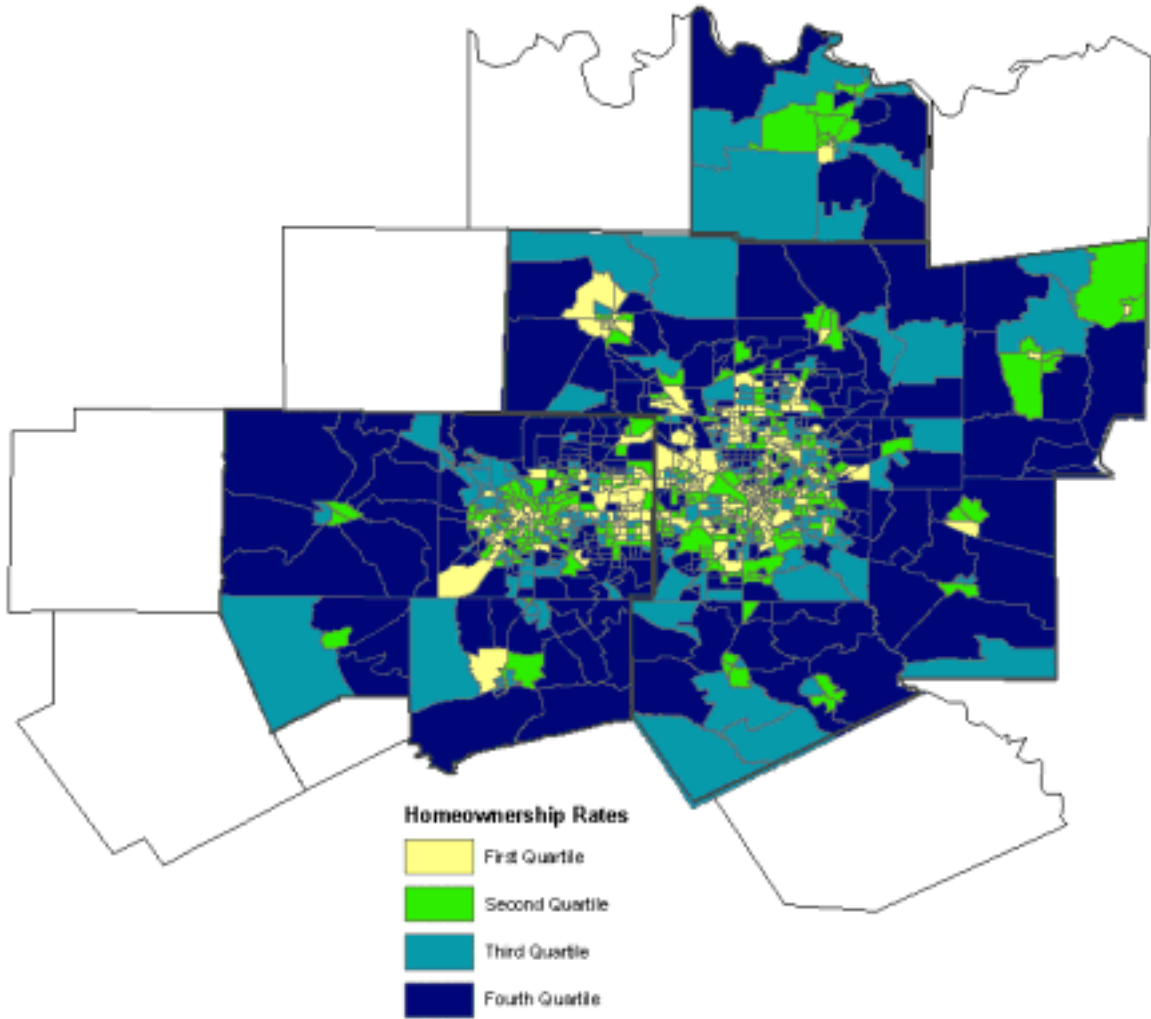 Homeownership Rates
First Quartile
Second Quartile
Third Quartile
Fourth Quartile